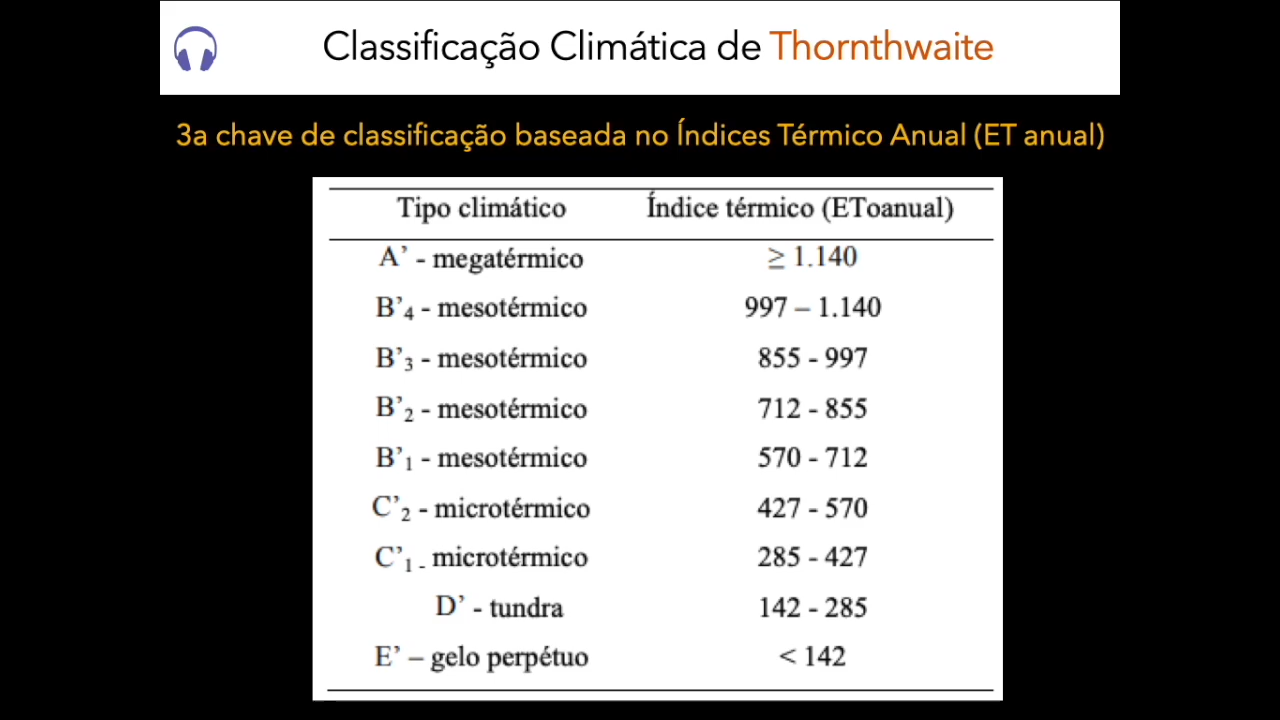 Classificação Climática de Thornthwaite
3a chave de classificação baseada no Índices Térmico Anual (ET anual)
Tipo climático Índice térmico (EToanual)
A’ - megatérmico ≥ 1.140
B’4 - mesotérmico 997 – 1.140
B’3 - mesotérmico 855 - 997
B’2 - mesotérmico 712 - 855
B’1 - mesotérmico 570 - 712
C’2 - microtérmico 427 - 570
C’1 - microtérmico 285 - 427
D’ - tundra 142 - 285
E’ – gelo perpétuo < 142